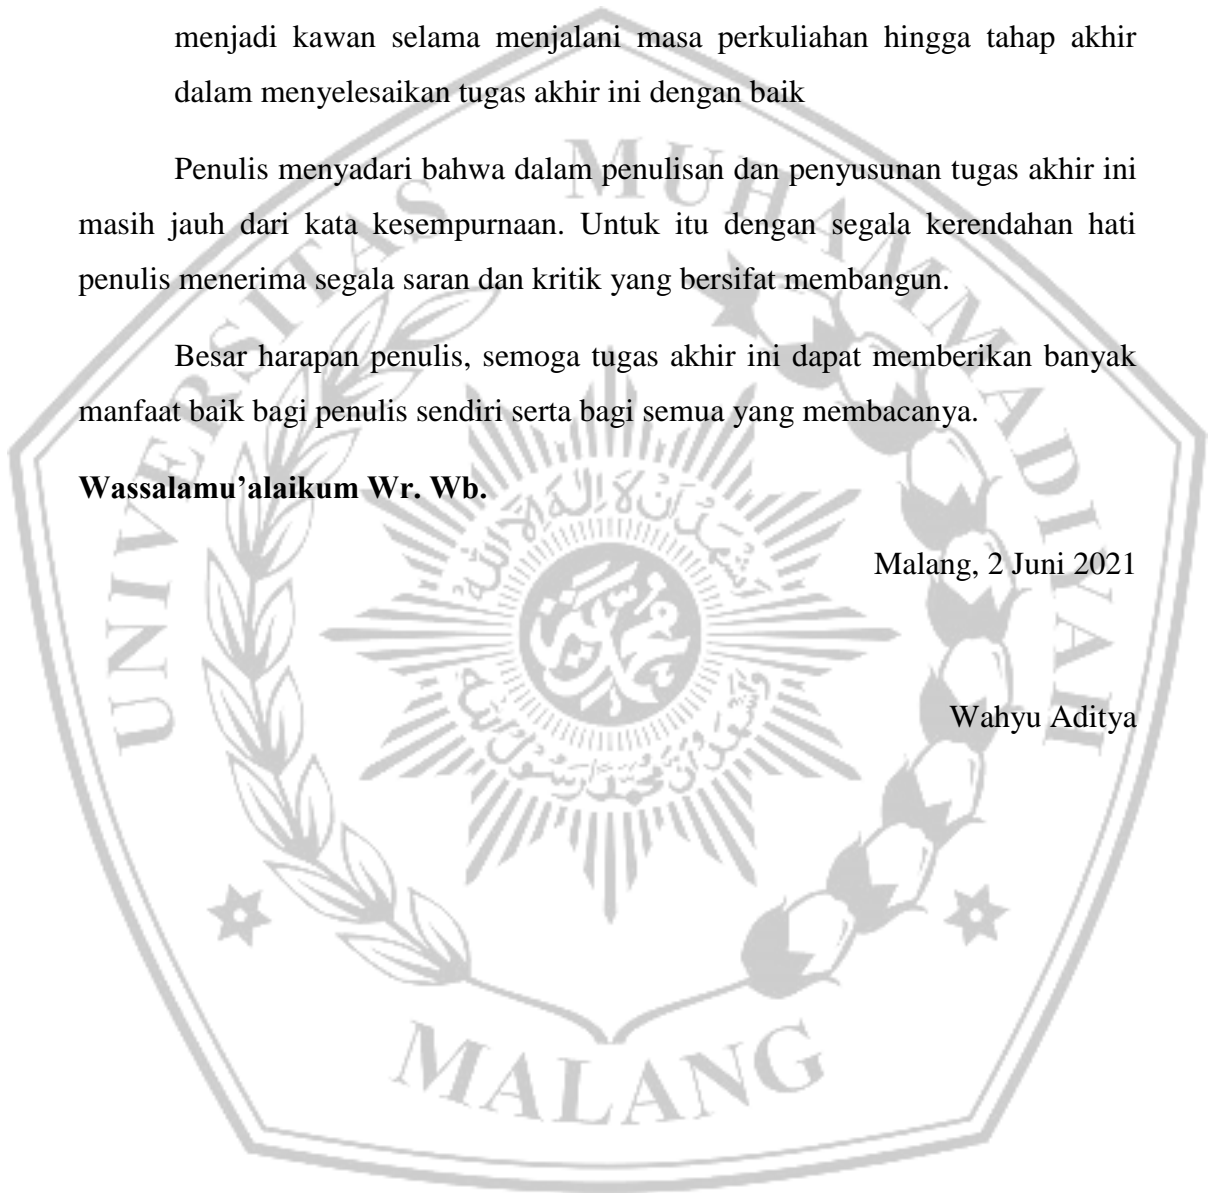 menjadi kawan selama menjalani masa perkuliahan hingga tahap akhir
dalam menyelesaikan tugas akhir ini dengan baik
Penulis menyadari bahwa dalam penulisan dan penyusunan tugas akhir ini
masih jauh dari kata kesempurnaan. Untuk itu dengan segala kerendahan hati
penulis menerima segala saran dan kritik yang bersifat membangun.
Besar harapan penulis, semoga tugas akhir ini dapat memberikan banyak
manfaat baik bagi penulis sendiri serta bagi semua yang membacanya.
Wassalamu’alaikum Wr. Wb.
Malang, 2 Juni 2021
Wahyu Aditya
UNIVERSITAS MUHAMMADIYAH
MALANG